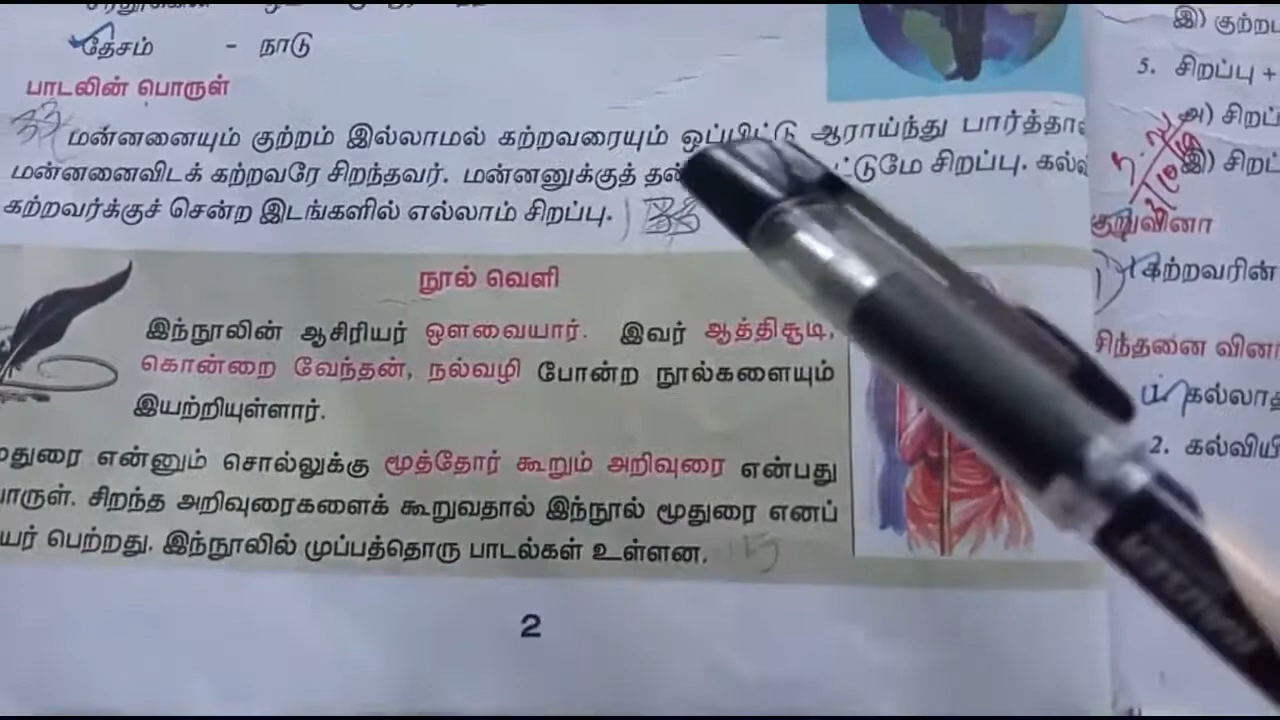 தேசம் - நாடு
பாடலின் பொருள்
மன்னனையும் குற்றம் இல்லாமல் கற்றவரையும் ஒப்பிட்டு ஆராய்ந்து பார்த்தா
மன்னனைவிடக் கற்றவரே சிறந்தவர். மன்னனுக்குத் தன் ட்டுமே சிறப்பு. கல்
கற்றவர்க்குச் சென்ற இடங்களில் எல்லாம் சிறப்பு.
நூல் வெளி
இந்நூலின் ஆசிரியர் ஔவையார். இவர் ஆத்திசூடி,
கொன்றை வேந்தன், நல்வழி போன்ற நூல்களையும்
இயற்றியுள்ளார்.
துரை என்னும் சொல்லுக்கு மூத்தோர் கூறும் அறிவுரை என்பது
ாருள். சிறந்த அறிவுரைகளைக் கூறுவதால் இந்நூல் மூதுரை எனப்
யர் பெற்றது. இந்நூலில் முப்பத்தொரு பாடல்கள் உள்ளன. 15
2
இ) குற்ற
5. சிறப்பு +
அ) சிறப்
இ) சிறப்
குறுவினா
1) கற்றவரின்
சிந்தனை வினா
கல்லாத
2. கல்வியி